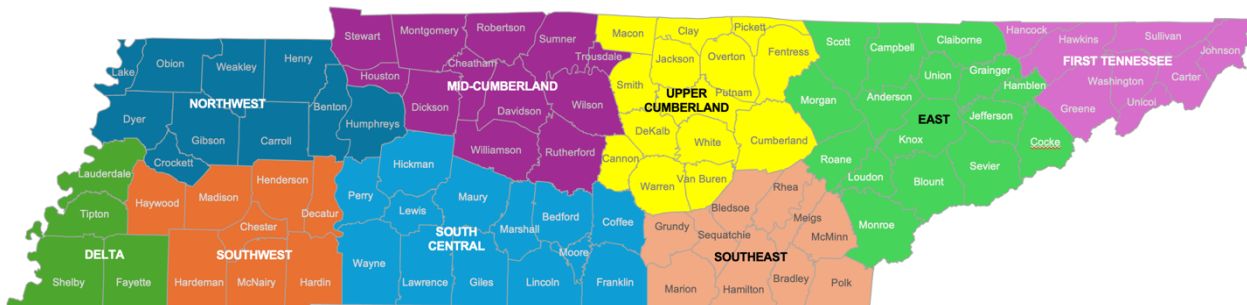 Lake
Obion
Weakley
Henry
Dyer
NORTHWEST
Gibson
Carroll
Benton
Humphreys
Crockett
Stewart
Montgomery
Robertson
Sumner
Trousdale
Houston
Cheatham
MID-CUMBERLAND
Dickson
Davidson
Wilson
Williamson
Rutherford
Macon
Clay
Pickett
Jackson
Overton
Fentress
Smith
UPPER
CUMBERLAND
Putnam
DeKalb
White
Cumberland
Cannon
Warren
Van Buren
Scott
Campbell
Claiborne
Union
Grainger
Hamblen
Morgan
Anderson
EAST
Jefferson
Knox
Cocke
Roane
Loudon
Blount
Sevier
Monroe
Hancock
Hawkins
Sullivan
Johnson
FIRST TENNESSEE
Washington
Carter
Greene
Unicoi
Lauderdale
Tipton
DELTA
Shelby
Fayette
Haywood
Madison
Henderson
Decatur
Chester
SOUTHWEST
Hardeman
McNairy
Hardin
Hickman
Perry
Lewis
Maury
Bedford
Coffee
Marshall
SOUTH
CENTRAL
Moore
Wayne
Lawrence
Giles
Lincoln
Franklin
Rhea
Bledsoe
Meigs
Grundy
Sequatchie
McMinn
SOUTHEAST
Marion
Hamilton
Bradley
Polk